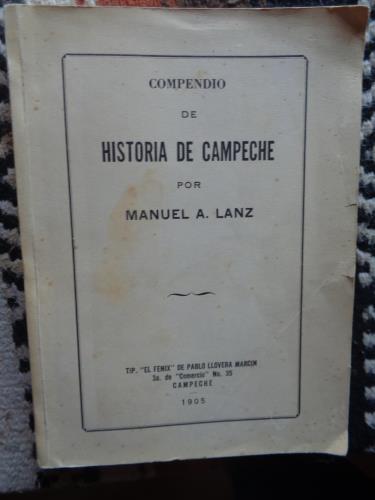 COMPENDIO
DE
HISTORIA DE CAMPECHE
POR
MANUEL A. LANZ
TIP. "EL FENIX" DE PABLO LLOVERA MARCIN
3a. de "Comercio" No. 35
CAMPECHE
1905